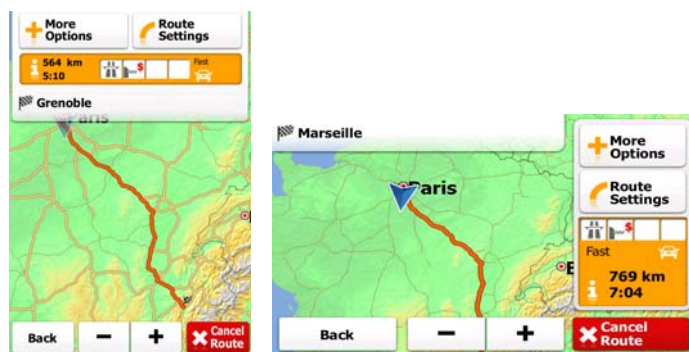 More
Options
Route
Settings
564 km
5:10
$
Fast
Grenoble
Paris
Back
Cancel
Route
Marseille
Paris
More
Options
Route
Settings
$
Fast
769 km
7:04
Back
Cancel
Route